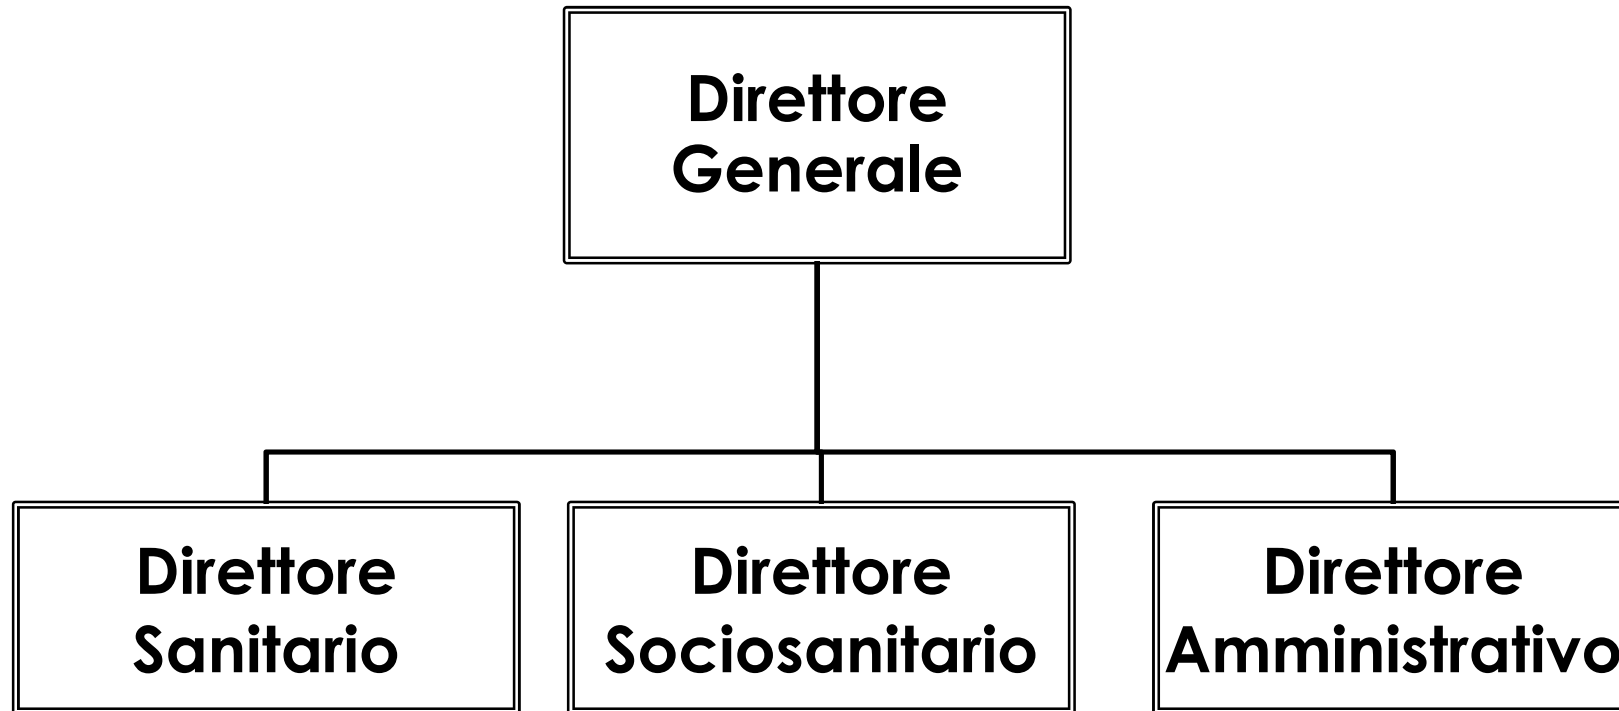 Direttore
Generale
Direttore
Sanitario
Direttore
Sociosanitario
Direttore
Amministrativo